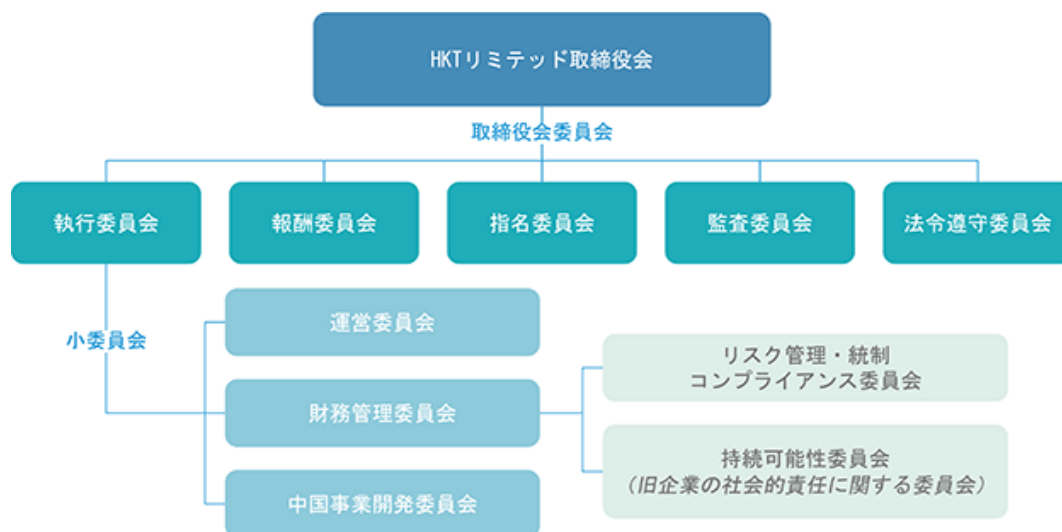 HKTリミテッド取締役会
取締役会委員会
執行委員会
報酬委員会
指名委員会
監査委員会
法令遵守委員会
小委員会
運営委員会
財務管理委員会
中国事業開発委員会
リスク管理・統制
コンプライアンス委員会
持続可能性委員会
(旧企業の社会的責任に関する委員会)